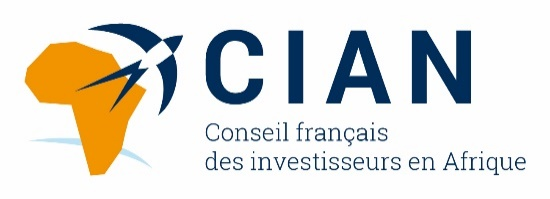 CIAN
Conseil français
des investisseurs en Afrique